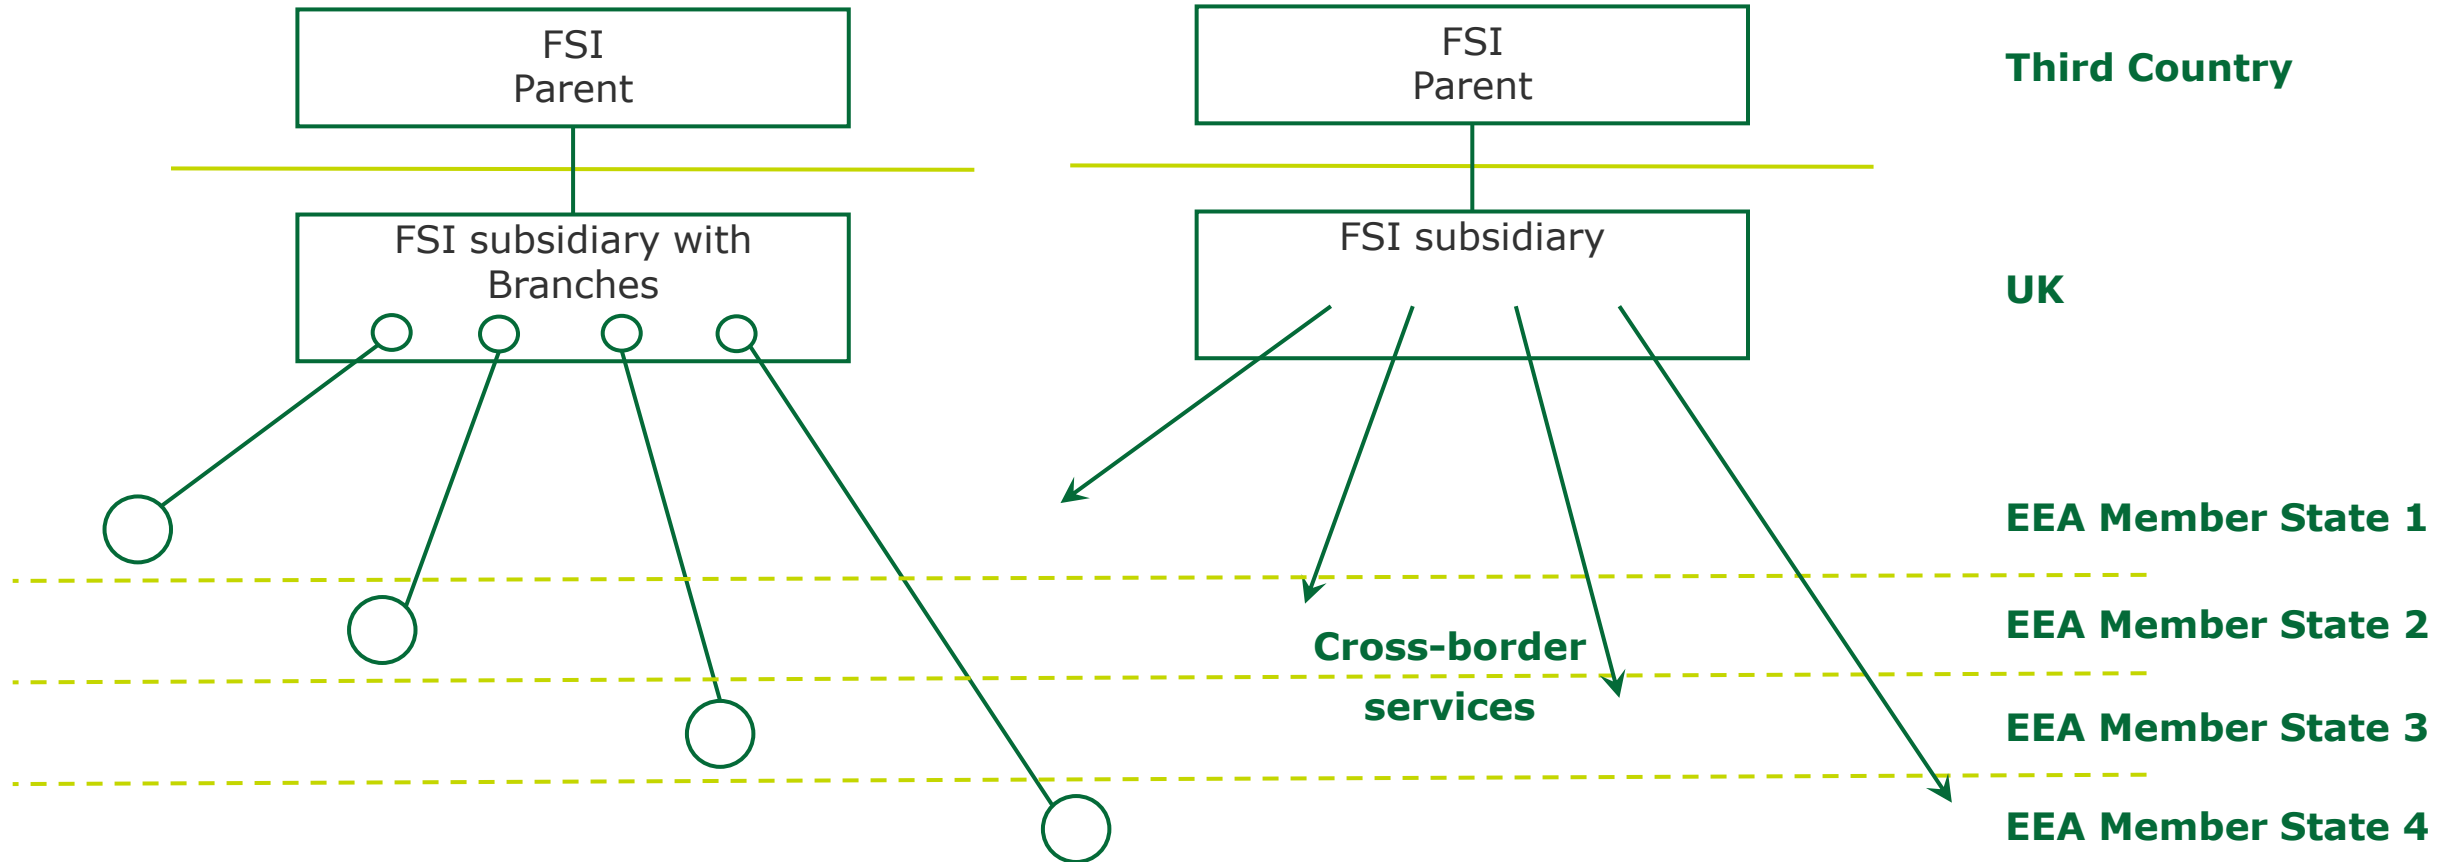 FSI
Parent
FSI
Parent
Third Country
FSI subsidiary with
Branches
FSI subsidiary
UK
EEA Member State 1
EEA Member State 2
Cross-border
services
EEA Member State 3
EEA Member State 4